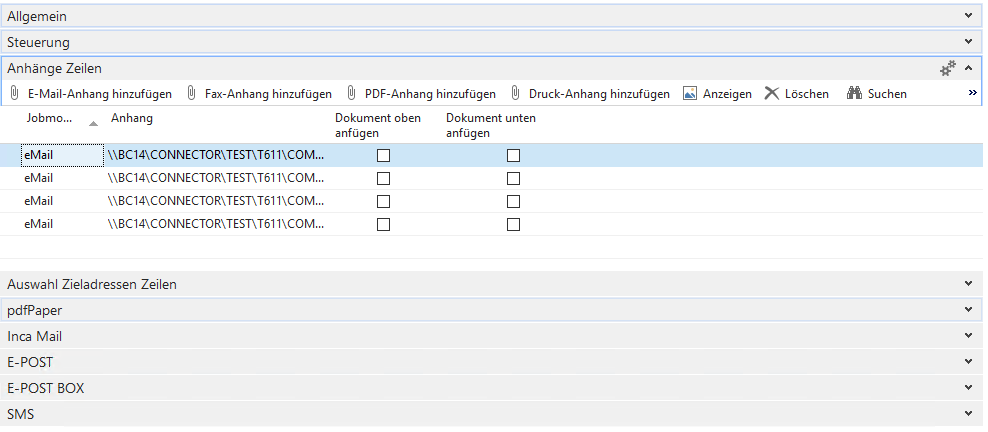 Allgemein
Steuerung
Anhänge Zeilen
E-Mail-Anhang hinzufügen Fax-Anhang hinzufügen PDF-Anhang hinzufügen Druck-Anhang hinzufügen Anzeigen Löschen Suchen »
Jobmo... Anhang Dokument oben anfügen Dokument unten anfügen
eMail \\BC14\CONNECTOR\TEST\T611\COM...
eMail \\BC14\CONNECTOR\TEST\T611\COM...
eMail \\BC14\CONNECTOR\TEST\T611\COM...
eMail \\BC14\CONNECTOR\TEST\T611\COM...
Auswahl Zieladressen Zeilen
pdfPaper
Inca Mail
E-POST
E-POST BOX
SMS